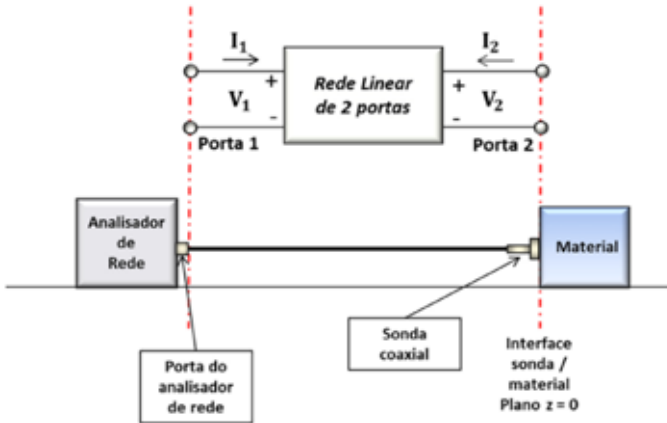 I₁
I₂
+
V₁
-
Rede Linear
de 2 portas
+
V₂
-
Porta 1
Porta 2
Analisador
de
Rede
Material
Porta do
analisador
de rede
Sonda
coaxial
Interface
sonda /
material
Plano z = 0